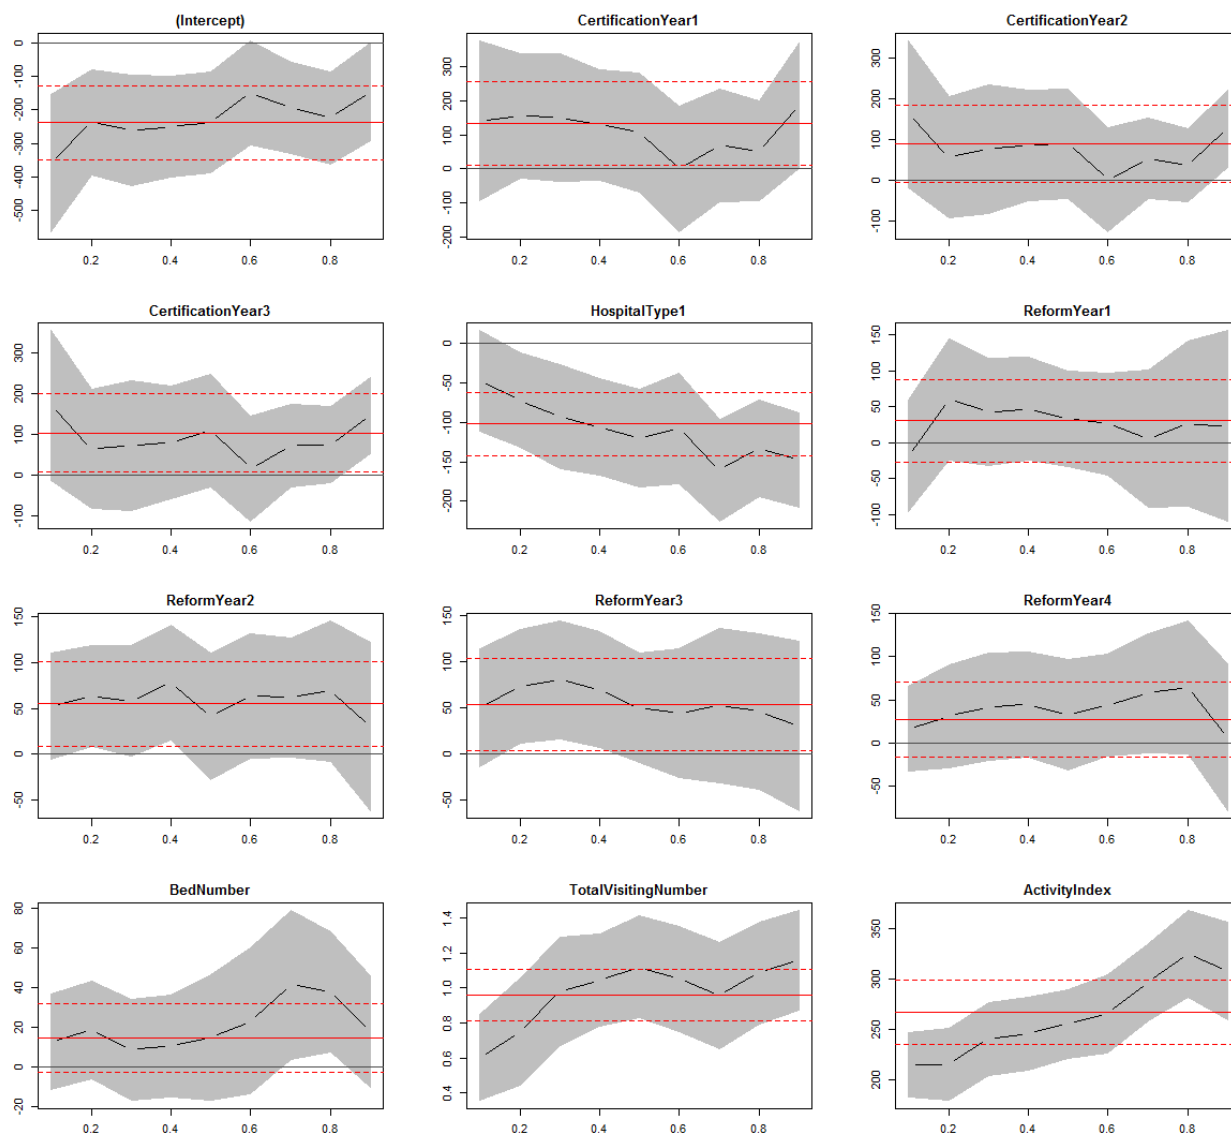 (Intercept)
0
-100
-200
-300
-400
-500
0.2 0.4 0.6 0.8
CertificationYear1
300
200
100
0
-100
-200
0.2 0.4 0.6 0.8
CertificationYear2
300
200
100
0
-100
0.2 0.4 0.6 0.8
CertificationYear3
300
200
100
0
-100
0.2 0.4 0.6 0.8
HospitalType1
0
-50
-100
-150
-200
0.2 0.4 0.6 0.8
ReformYear1
150
100
50
0
-50
-100
0.2 0.4 0.6 0.8
ReformYear2
150
100
50
0
-50
0.2 0.4 0.6 0.8
ReformYear3
150
100
50
0
-50
0.2 0.4 0.6 0.8
ReformYear4
150
100
50
0
-50
0.2 0.4 0.6 0.8
BedNumber
80
60
40
20
0
-20
0.2 0.4 0.6 0.8
TotalVisitingNumber
1.4
1.2
1.0
0.8
0.6
0.4
0.2 0.4 0.6 0.8
ActivityIndex
350
300
250
200
0.2 0.4 0.6 0.8